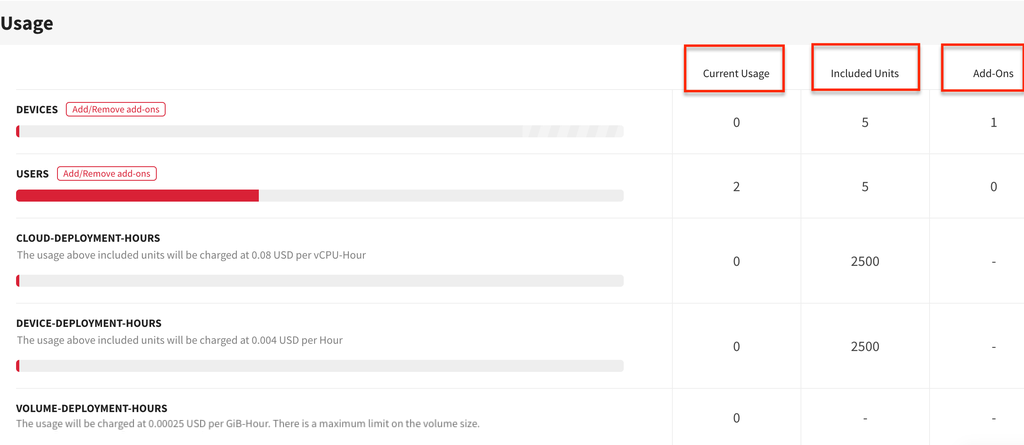 Usage
Current Usage Included Units Add-Ons
DEVICES Add/Remove add-ons 0 5 1
USERS Add/Remove add-ons 2 5 0
CLOUD-DEPLOYMENT-HOURS
The usage above included units will be charged at 0.08 USD per vCPU-Hour
0 2500 -
DEVICE-DEPLOYMENT-HOURS
The usage above included units will be charged at 0.004 USD per Hour
0 2500 -
VOLUME-DEPLOYMENT-HOURS
The usage will be charged at 0.00025 USD per GiB-Hour. There is a maximum limit on the volume size.
0 - -